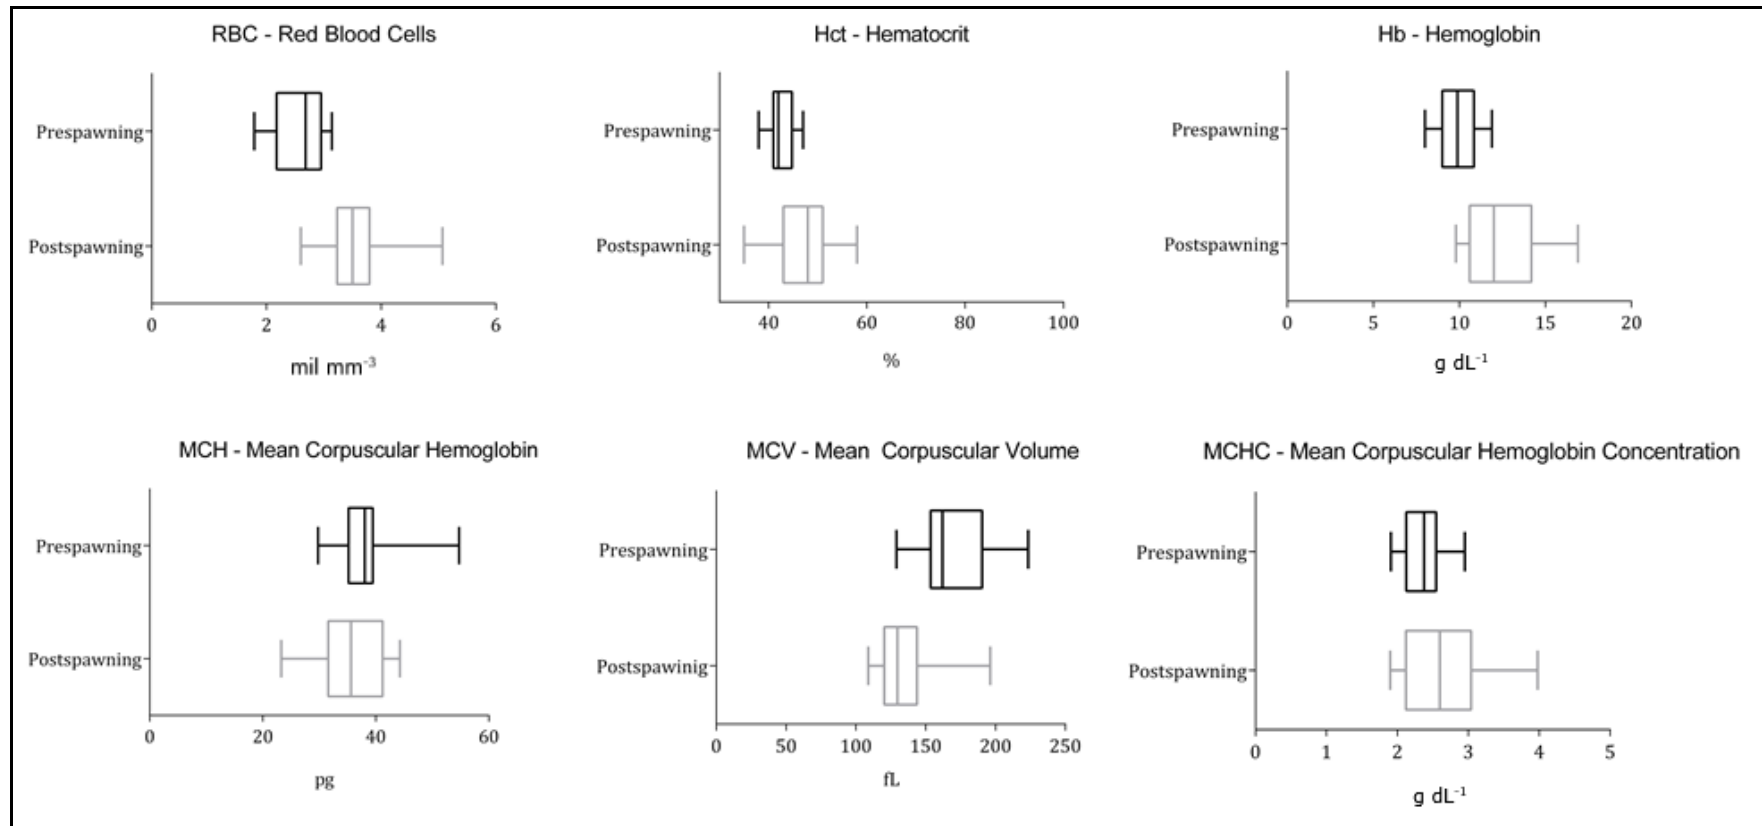 RBC - Red Blood Cells
Prespawning
Postspawning
0 2 4 6
mil mm⁻³
Hct - Hematocrit
Prespawning
Postspawning
40 60 80 100
%
Hb - Hemoglobin
Prespawning
Postspawning
0 5 10 15 20
g dL⁻¹
MCH - Mean Corpuscular Hemoglobin
Prespawning
Postspawning
0 20 40 60
pg
MCV - Mean Corpuscular Volume
Prespawning
Postspawinig
0 50 100 150 200 250
fL
MCHC - Mean Corpuscular Hemoglobin Concentration
Prespawning
Postspawning
0 1 2 3 4 5
g dL⁻¹